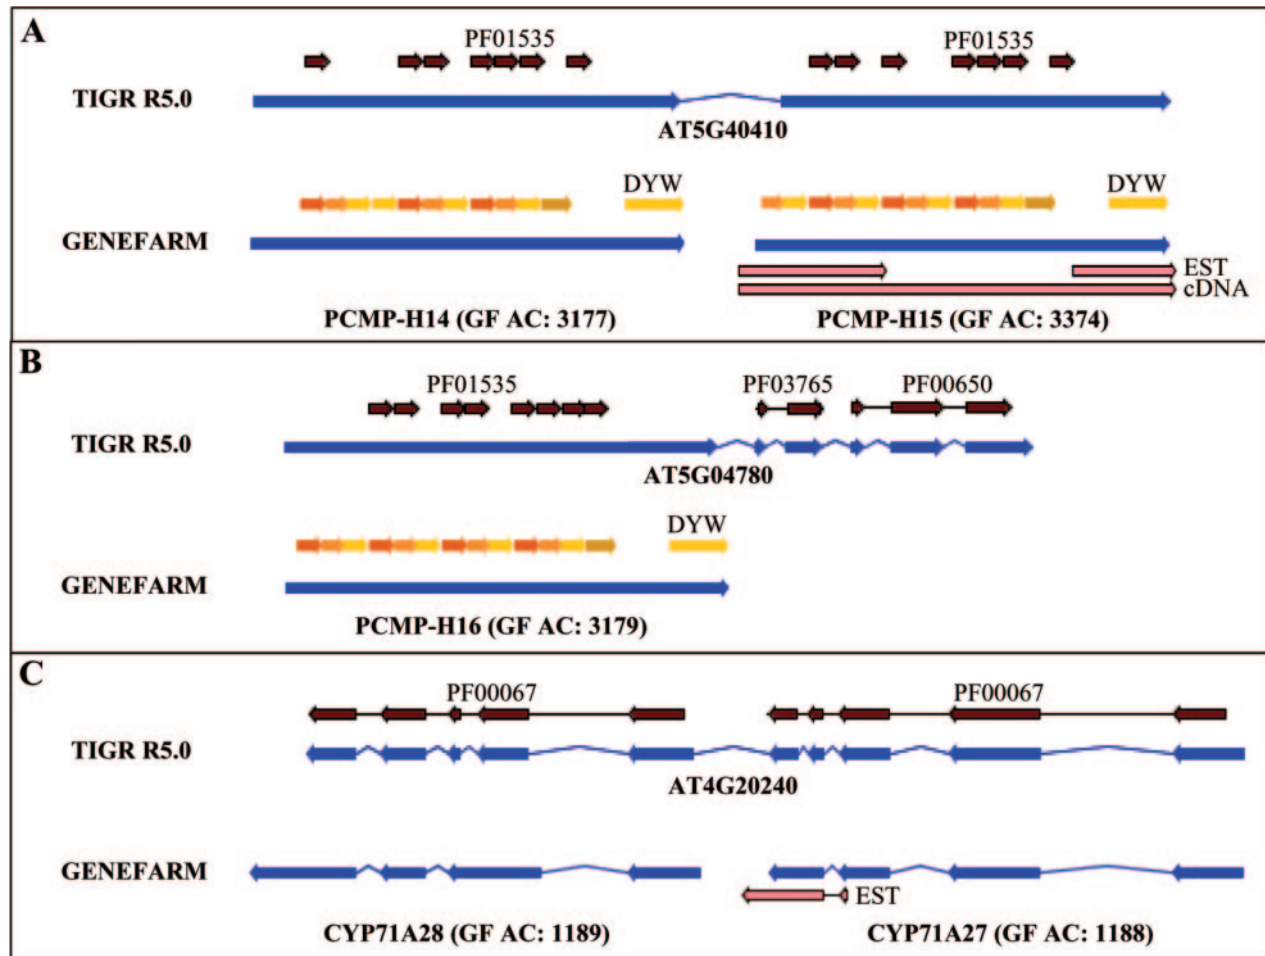 A
PF01535 PF01535
TIGR R5.0
AT5G40410
DYW DYW
GENEFARM
EST
cDNA
PCMP-H14 (GF AC: 3177) PCMP-H15 (GF AC: 3374)
B
PF01535 PF03765 PF00650
TIGR R5.0
AT5G04780
DYW
GENEFARM
PCMP-H16 (GF AC: 3179)
C
PF00067 PF00067
TIGR R5.0
AT4G20240
GENEFARM
EST
CYP71A28 (GF AC: 1189) CYP71A27 (GF AC: 1188)